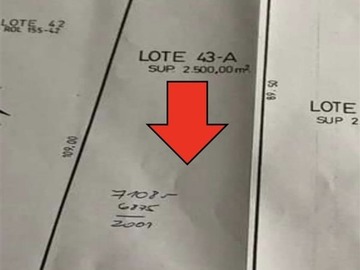 LOTE 42
ROL 155-42
LOTE 43-A
SUP. 2.500,00 m²
109,00
89,50
LOTE
SUP 2
7108-
6875
2001